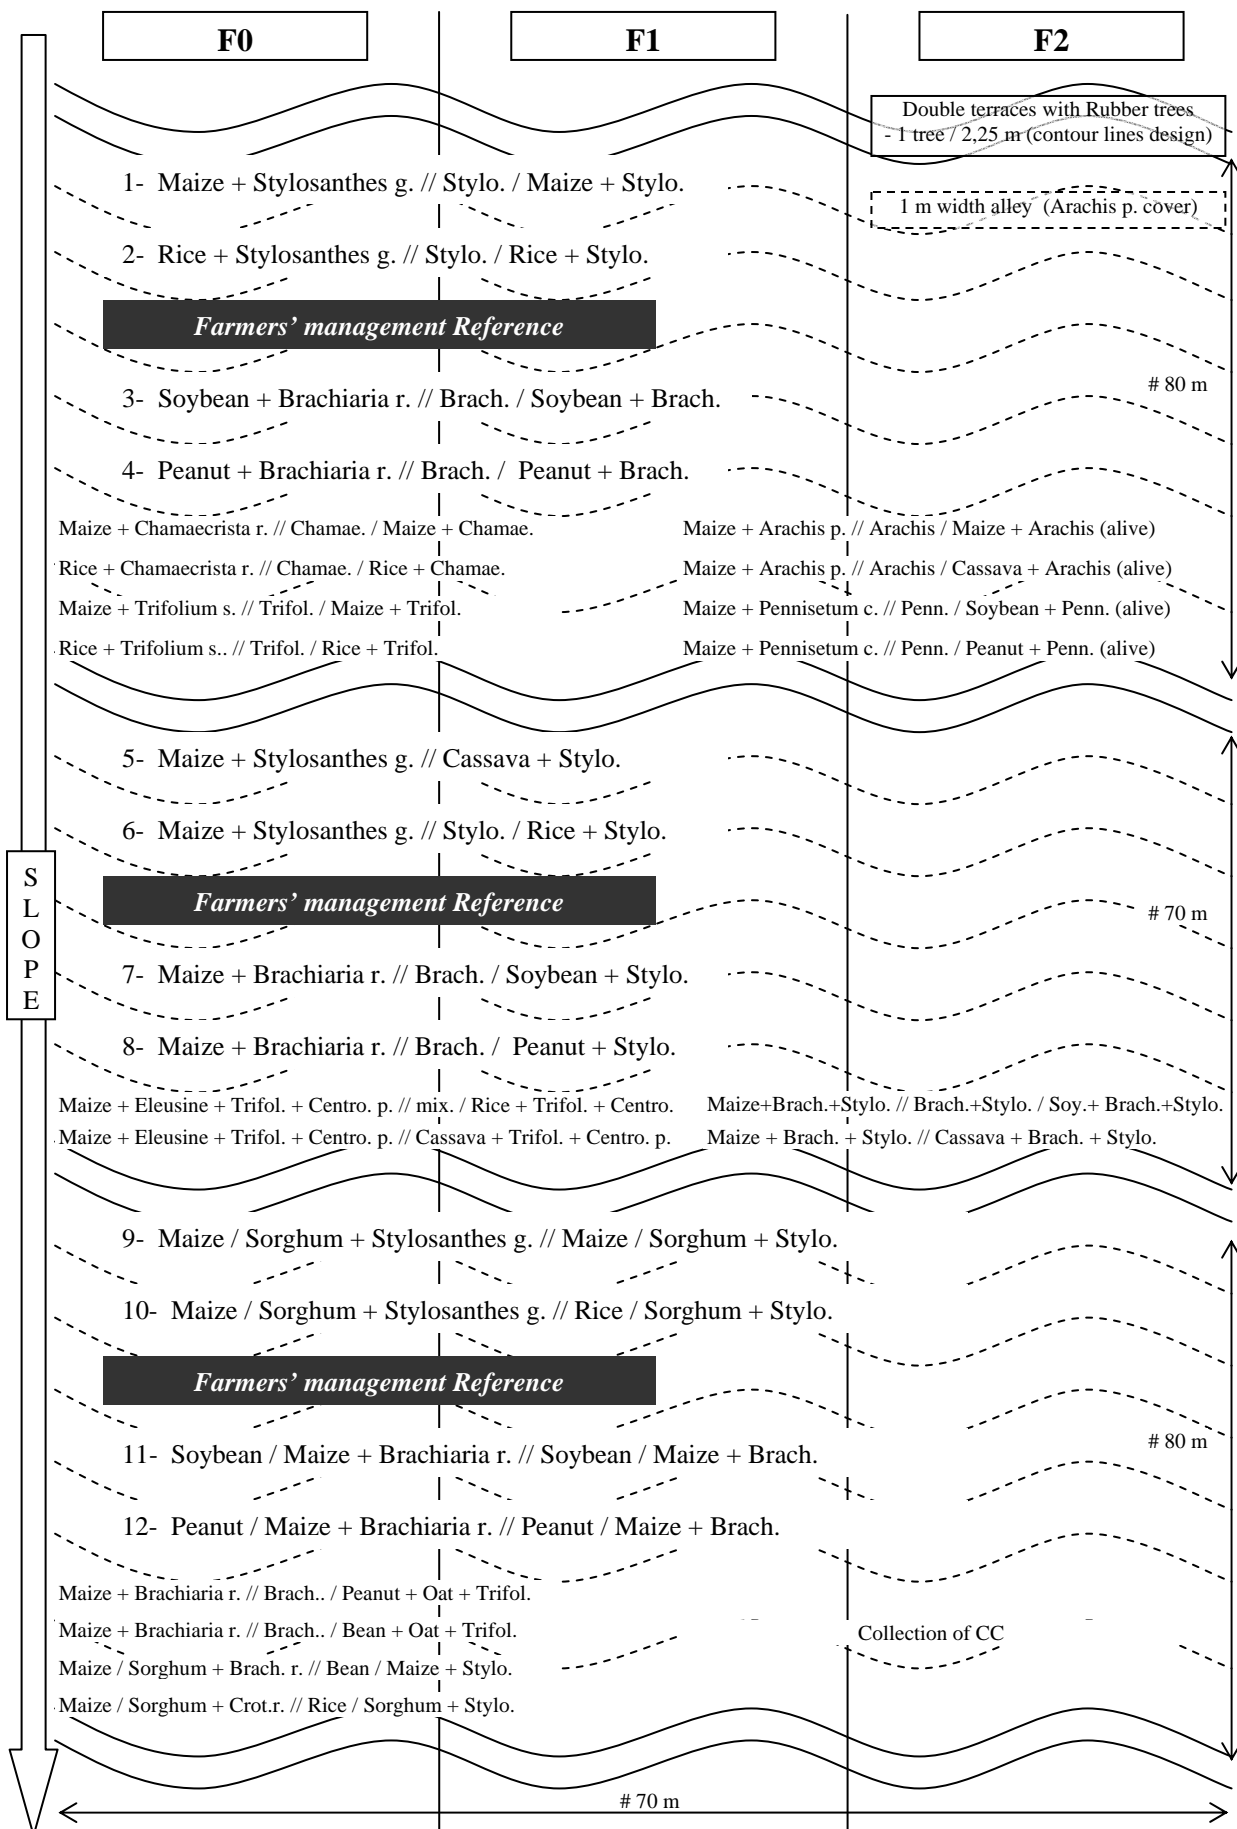 F0 F1 F2
Double terraces with Rubber trees
- 1 tree / 2,25 m (contour lines design)
1- Maize + Stylosanthes g. // Stylo. / Maize + Stylo.
1 m width alley (Arachis p. cover)
2- Rice + Stylosanthes g. // Stylo. / Rice + Stylo.
Farmers’ management Reference
# 80 m
3- Soybean + Brachiaria r. // Brach. / Soybean + Brach.
4- Peanut + Brachiaria r. // Brach. / Peanut + Brach.
Maize + Chamaecrista r. // Chamae. / Maize + Chamae.
Maize + Arachis p. // Arachis / Maize + Arachis (alive)
Rice + Chamaecrista r. // Chamae. / Rice + Chamae.
Maize + Arachis p. // Arachis / Cassava + Arachis (alive)
Maize + Trifolium s. // Trifol. / Maize + Trifol.
Maize + Pennisetum c. // Penn. / Soybean + Penn. (alive)
Rice + Trifolium s.. // Trifol. / Rice + Trifol.
Maize + Pennisetum c. // Penn. / Peanut + Penn. (alive)
5- Maize + Stylosanthes g. // Cassava + Stylo.
6- Maize + Stylosanthes g. // Stylo. / Rice + Stylo.
S
L
O
P
E
Farmers’ management Reference
# 70 m
7- Maize + Brachiaria r. // Brach. / Soybean + Stylo.
8- Maize + Brachiaria r. // Brach. / Peanut + Stylo.
Maize + Eleusine + Trifol. + Centro. p. // mix. / Rice + Trifol. + Centro.
Maize+Brach.+Stylo. // Brach.+Stylo. / Soy.+ Brach.+Stylo.
Maize + Eleusine + Trifol. + Centro. p. // Cassava + Trifol. + Centro. p.
Maize + Brach. + Stylo. // Cassava + Brach. + Stylo.
9- Maize / Sorghum + Stylosanthes g. // Maize / Sorghum + Stylo.
10- Maize / Sorghum + Stylosanthes g. // Rice / Sorghum + Stylo.
Farmers’ management Reference
# 80 m
11- Soybean / Maize + Brachiaria r. // Soybean / Maize + Brach.
12- Peanut / Maize + Brachiaria r. // Peanut / Maize + Brach.
Maize + Brachiaria r. // Brach.. / Peanut + Oat + Trifol.
Maize + Brachiaria r. // Brach.. / Bean + Oat + Trifol.
Collection of CC
Maize / Sorghum + Brach. r. // Bean / Maize + Stylo.
Maize / Sorghum + Crot.r. // Rice / Sorghum + Stylo.
# 70 m